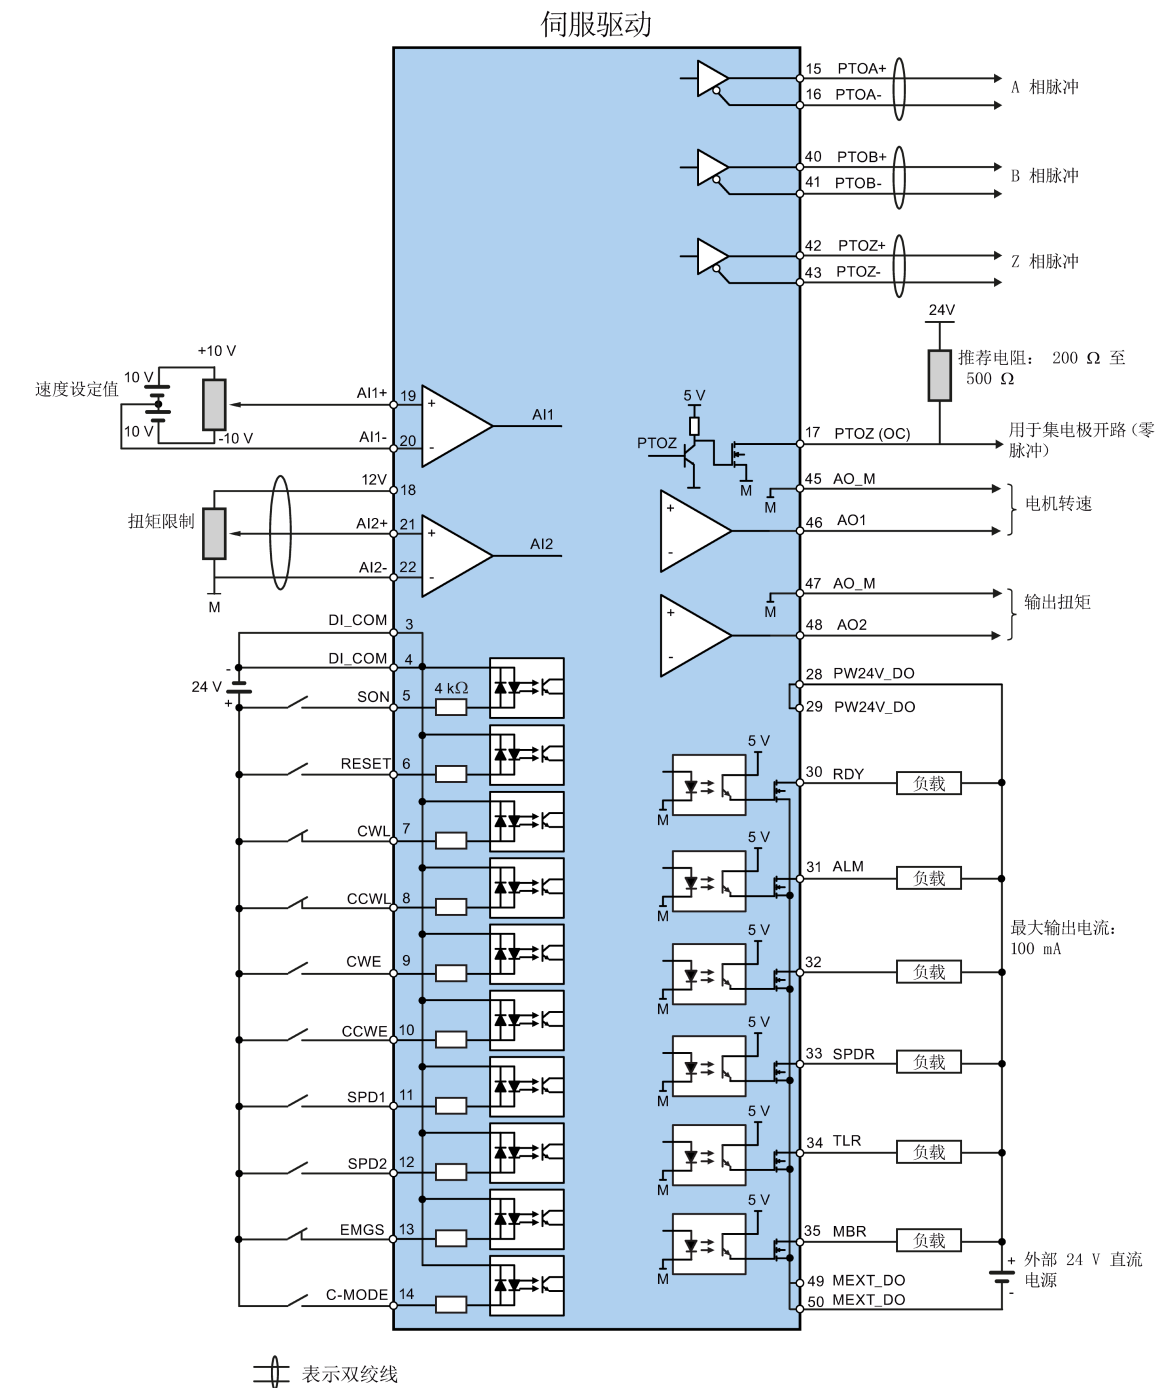 伺服驱动
15 PTOA+
16 PTOA-
A 相脉冲
40 PTOB+
41 PTOB-
B 相脉冲
42 PTOZ+
43 PTOZ-
Z 相脉冲
24V
推荐电阻： 200 Ω 至
500 Ω
5 V
PTOZ
M
17 PTOZ (OC)
用于集电极开路（零
脉冲）
+10 V
10 V
速度设定值
10 V
-10 V
AI1+ 19
AI1- 20
+
-
AI1
12V 18
扭矩限制
AI2+ 21
AI2- 22
M
+
-
AI2
45 AO_M
M
46 AO1
+
-
电机转速
47 AO_M
M
48 AO2
+
-
输出扭矩
DI_COM 3
DI_COM 4
-
24 V
+
SON 5
4 kΩ
RESET 6
CWL 7
CCWL 8
CWE 9
CCWE 10
SPD1 11
SPD2 12
EMGS 13
C-MODE 14
28 PW24V_DO
29 PW24V_DO
5 V
M
30 RDY
负载
5 V
M
31 ALM
负载
5 V
M
32
负载
最大输出电流：
100 mA
5 V
M
33 SPDR
负载
5 V
M
34 TLR
负载
5 V
M
35 MBR
负载
+
-
外部 24 V 直流
电源
49 MEXT_DO
50 MEXT_DO
表示双绞线